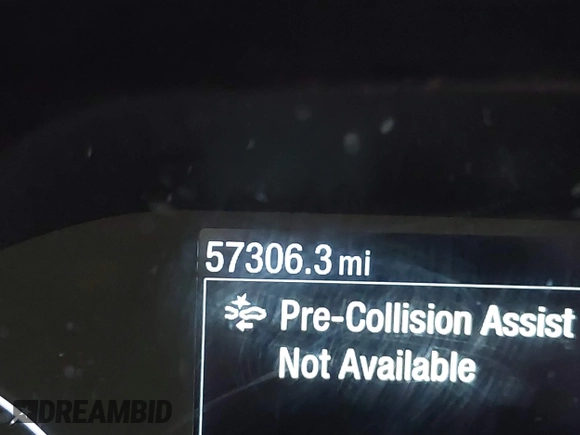 57306.3 mi
Pre-Collision Assist
Not Available
DREAMBID